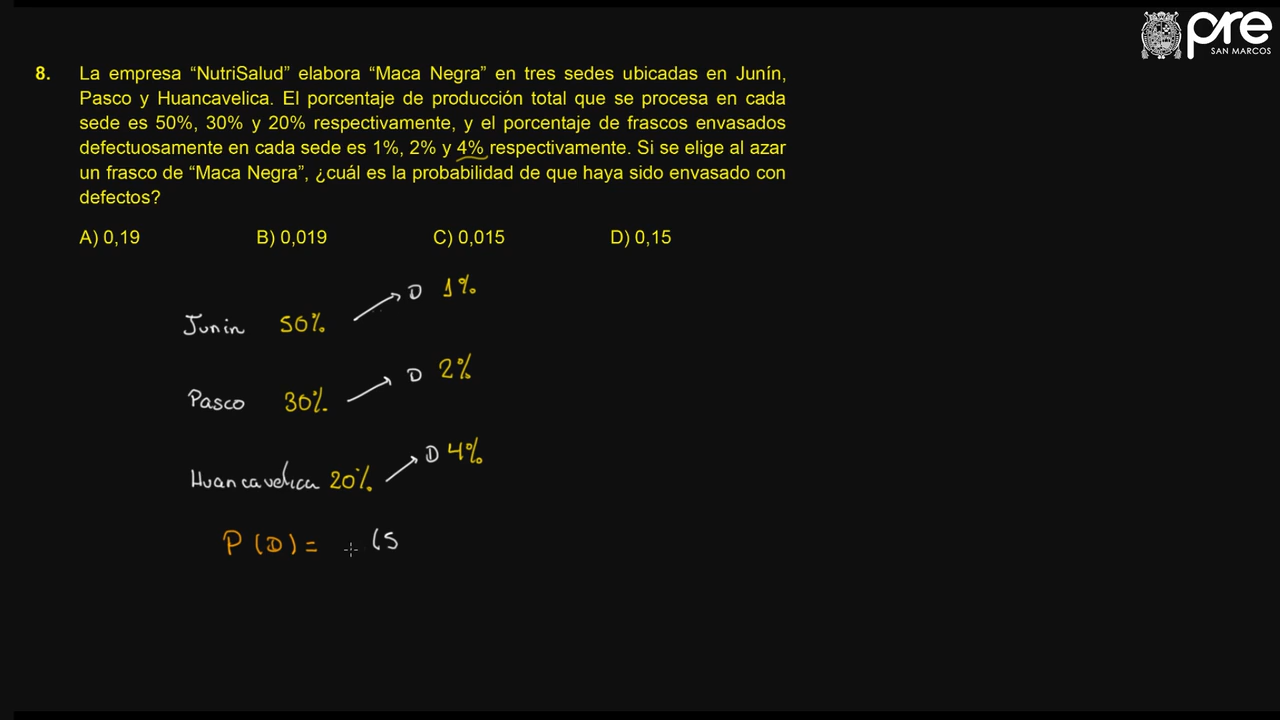 pre
SAN MARCOS
8. La empresa “NutriSalud” elabora “Maca Negra” en tres sedes ubicadas en Junín,
Pasco y Huancavelica. El porcentaje de producción total que se procesa en cada
sede es 50%, 30% y 20% respectivamente, y el porcentaje de frascos envasados
defectuosamente en cada sede es 1%, 2% y 4% respectivamente. Si se elige al azar
un frasco de “Maca Negra”, ¿cuál es la probabilidad de que haya sido envasado con
defectos?
A) 0,19 B) 0,019 C) 0,015 D) 0,15
D 1%
Junin 50%
D 2%
Pasco 30%
D 4%
Huancavelica 20%
P(D) = (5